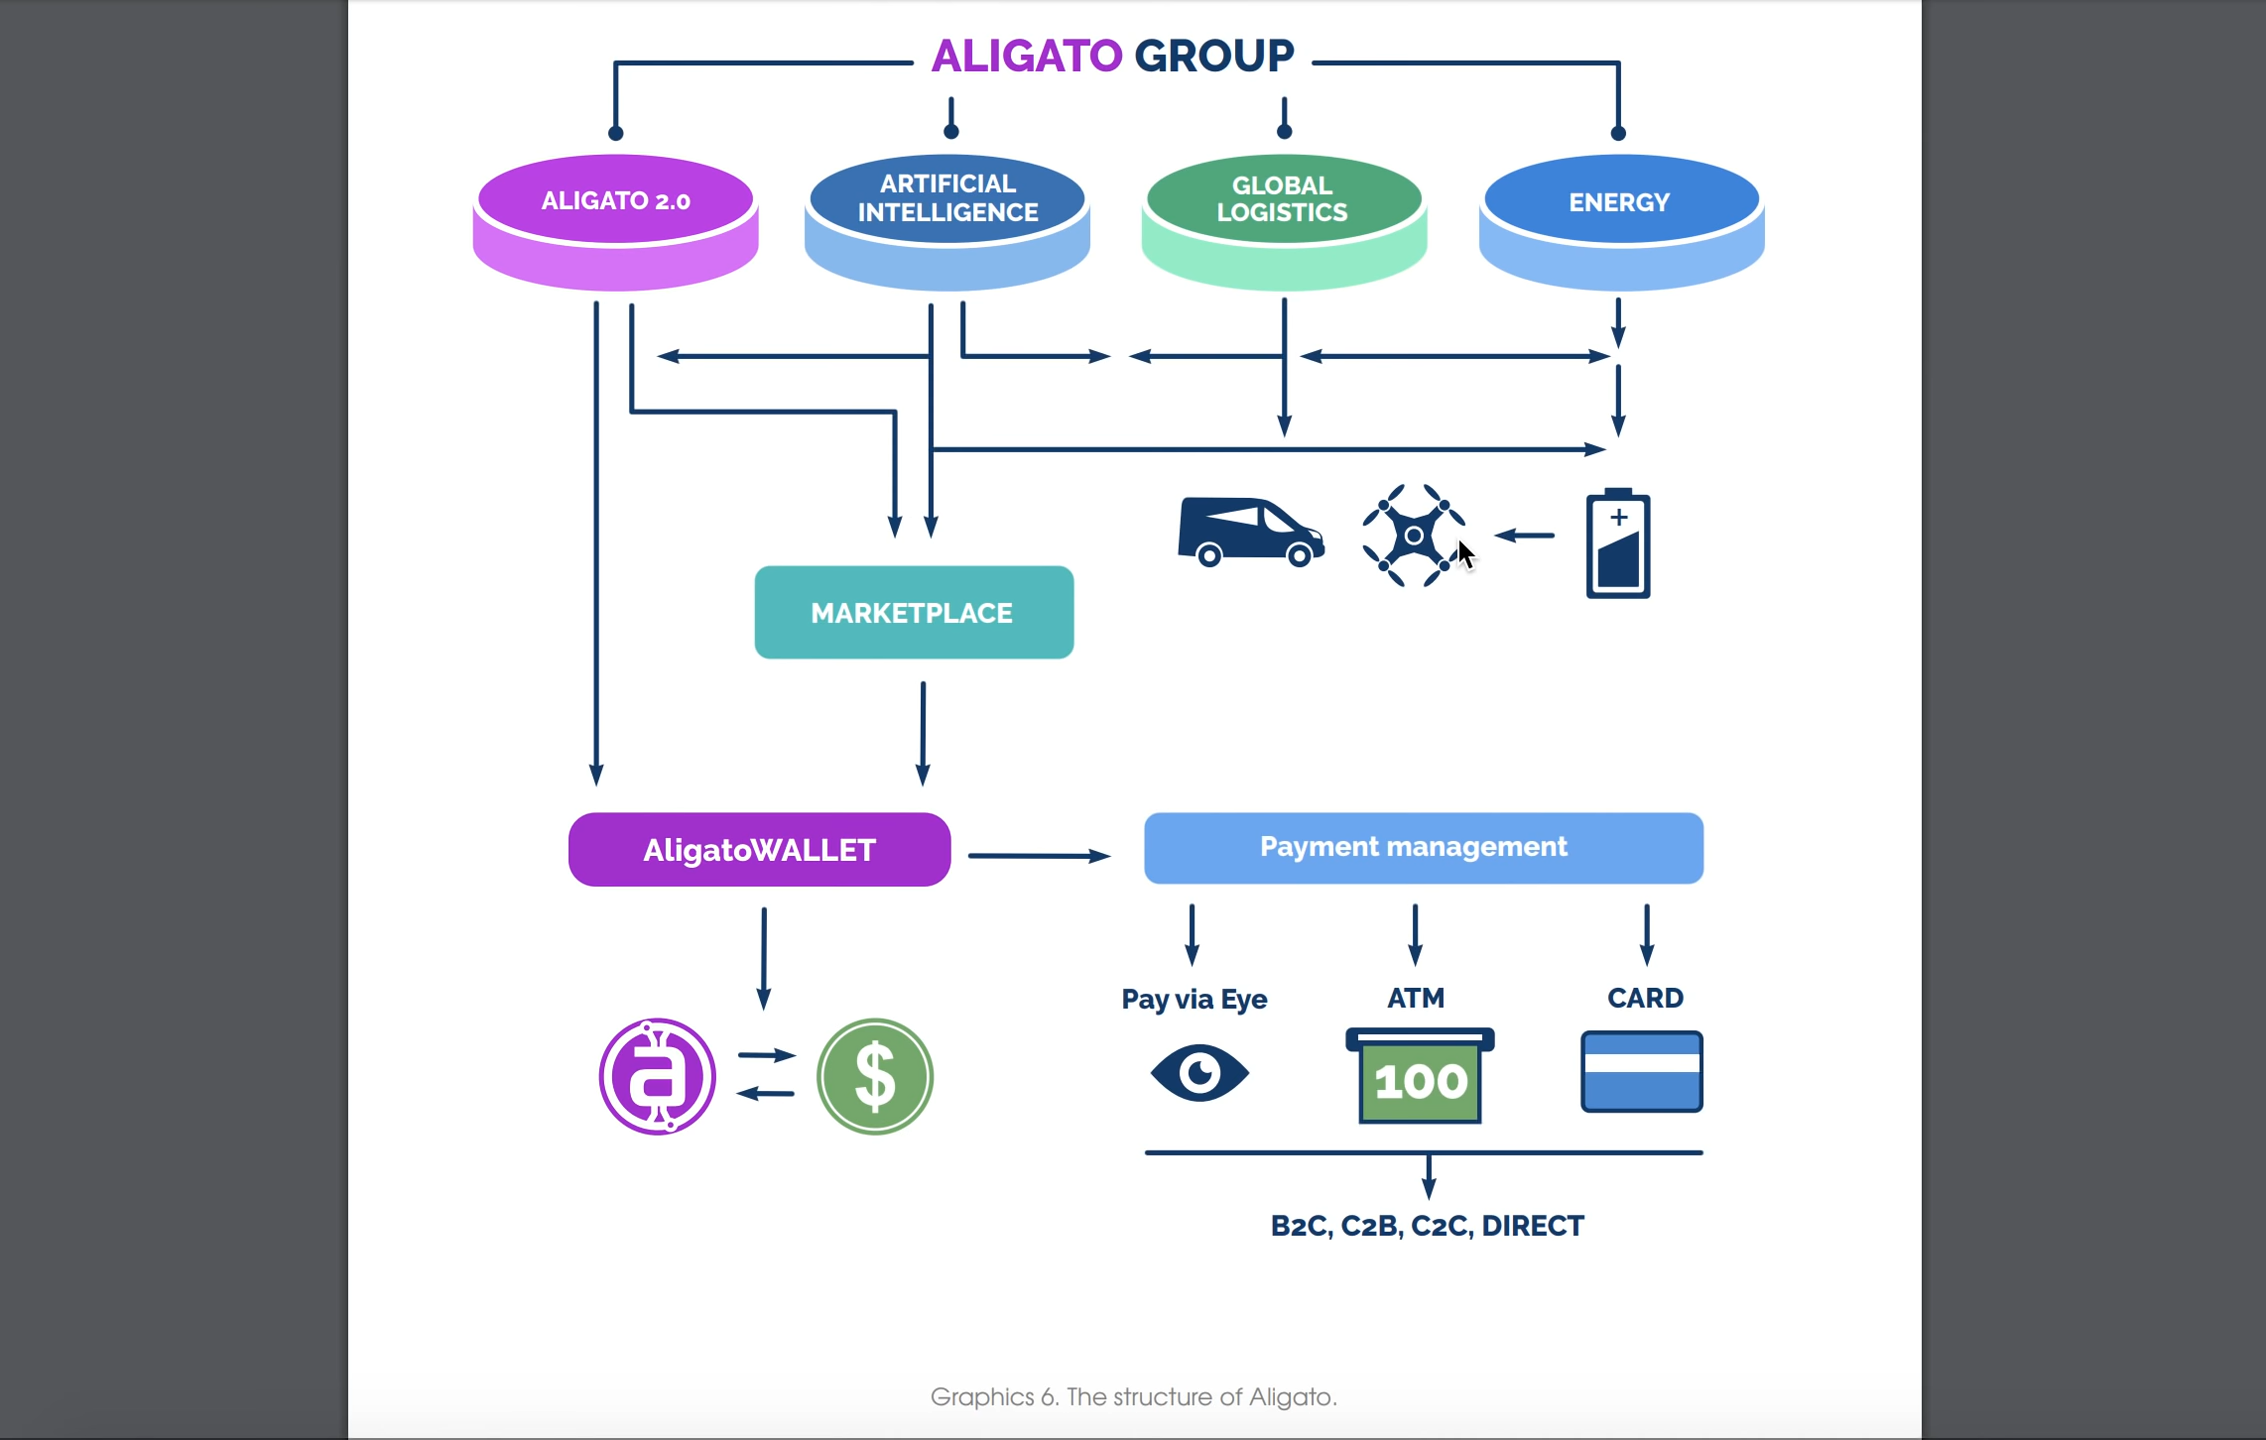 ALIGATO GROUP
ALIGATO 2.0
ARTIFICIAL
INTELLIGENCE
GLOBAL
LOGISTICS
ENERGY
MARKETPLACE
AligatoWALLET
Payment management
Pay via Eye
ATM
CARD
a
$
100
B2C, C2B, C2C, DIRECT
Graphics 6. The structure of Aligato.